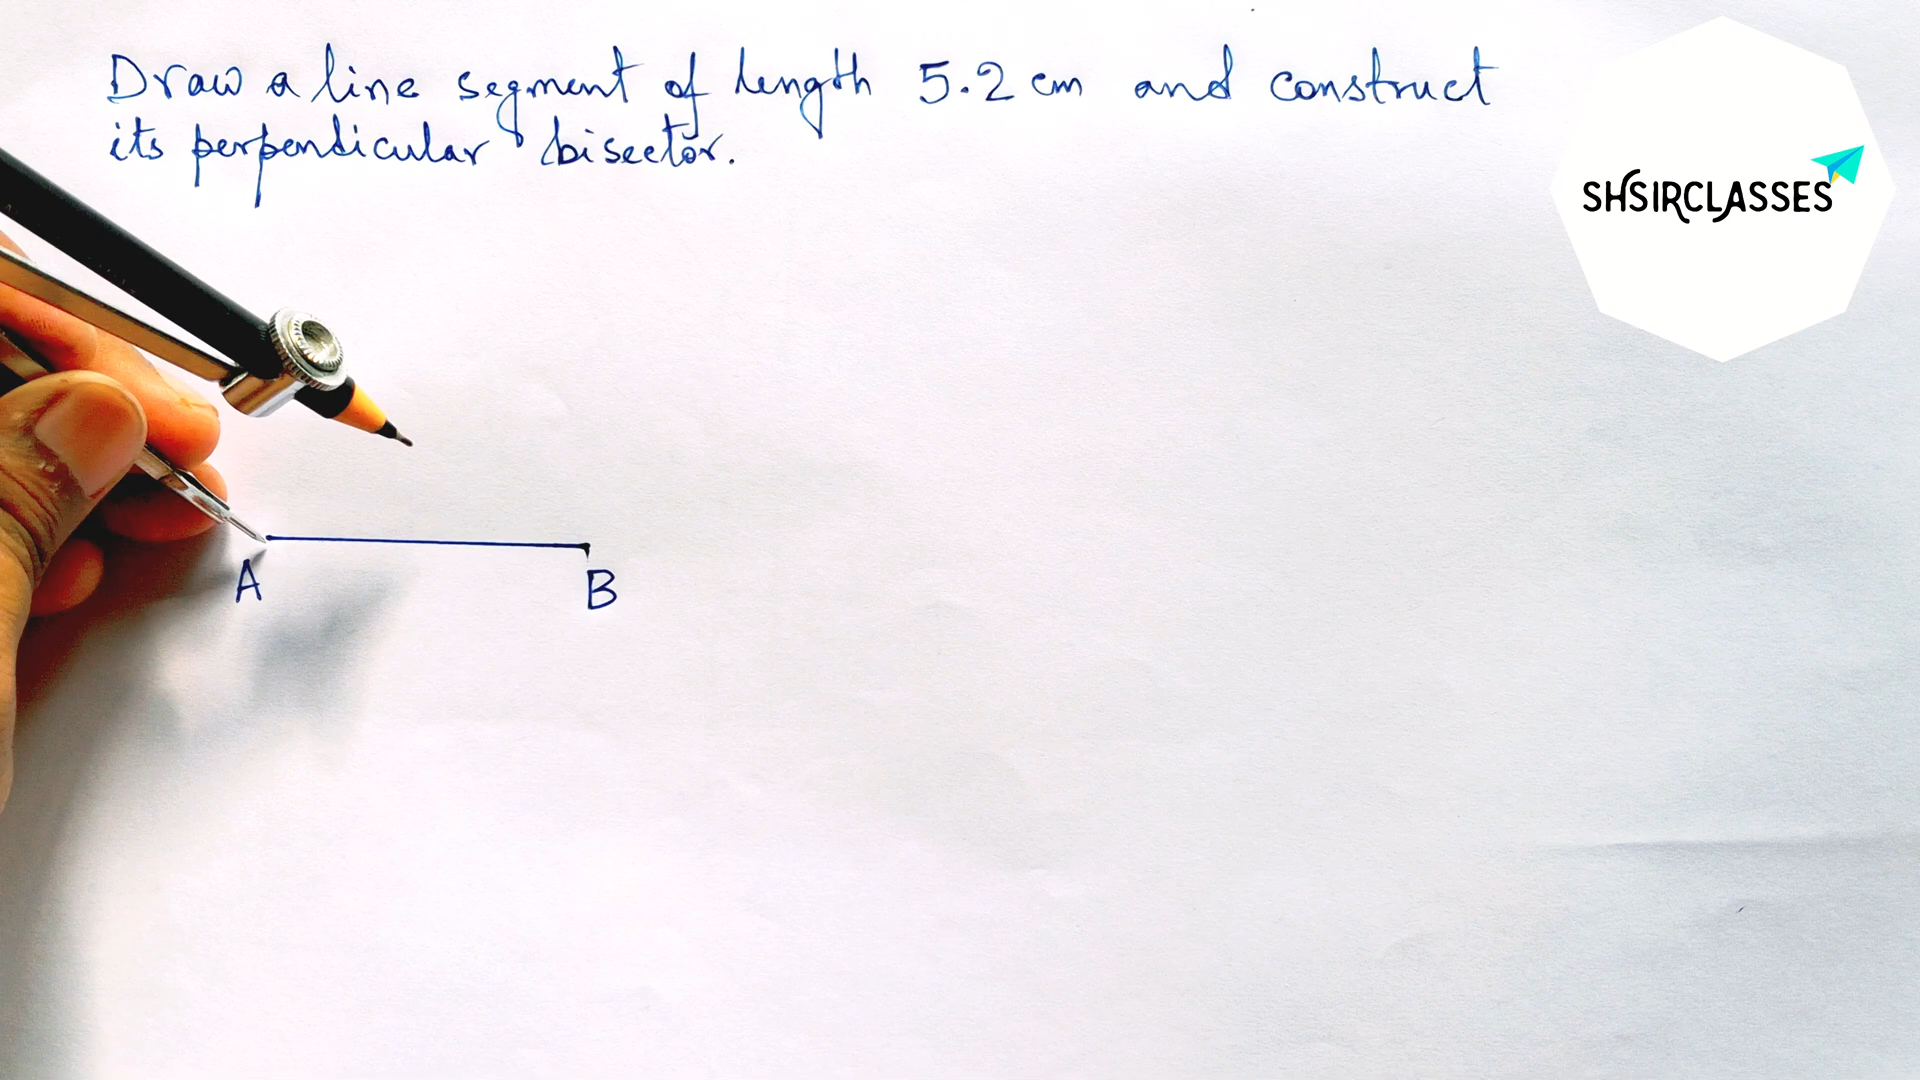 Draw a line segment of length 5.2 cm and construct
its perpendicular bisector.
SHSIRCLASSES
A
B